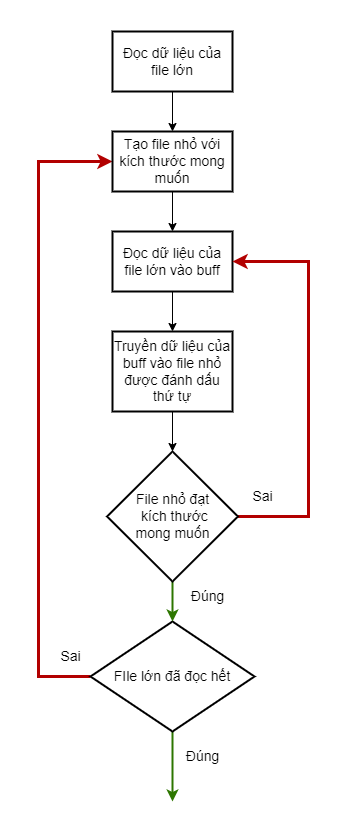 Đọc dữ liệu của
file lớn
Tạo file nhỏ với
kích thước mong
muốn
Đọc dữ liệu của
file lớn vào buff
Truyền dữ liệu của
buff vào file nhỏ
được đánh dấu
thứ tự
File nhỏ đạt
kích thước
mong muốn
Sai
Đúng
Sai
FIle lớn đã đọc hết
Đúng